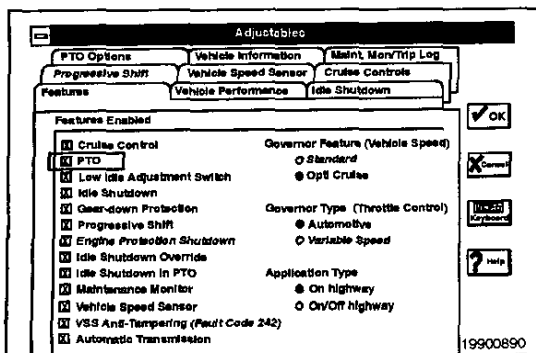 Adjustables
PTO Options Vehicle Information Maint. Mon/Trip Log
Progressive Shift Vehicle Speed Sensor Cruise Controls
Features Vehicle Performance Idle Shutdown
Features Enabled
Cruise Control
PTO
Low Idle Adjustment Switch
Idle Shutdown
Gear-down Protection
Progressive Shift
Engine Protection Shutdown
Idle Shutdown Override
Idle Shutdown in PTO
Maintenance Monitor
Vehicle Speed Sensor
VSS Anti-Tampering (Fault Code 242)
Automatic Transmission
Governor Feature (Vehicle Speed)
Standard
Opti Cruise
Governor Type (Throttle Control)
Automotive
Variable Speed
Application Type
On highway
On/Off highway
OK
Cancel
Keyboard
Help
19900890